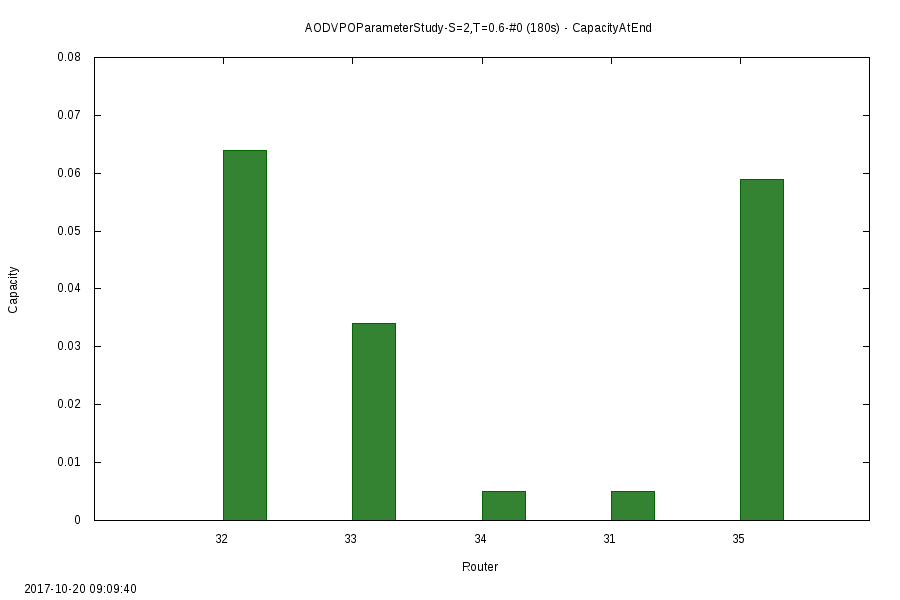 AODVPOParameterStudy-S=2,T=0.6-#0 (180s) - CapacityAtEnd
0.08
0.07
0.06
0.05
0.04
0.03
0.02
0.01
0
Capacity
32 33 34 31 35
Router
2017-10-20 09:09:40